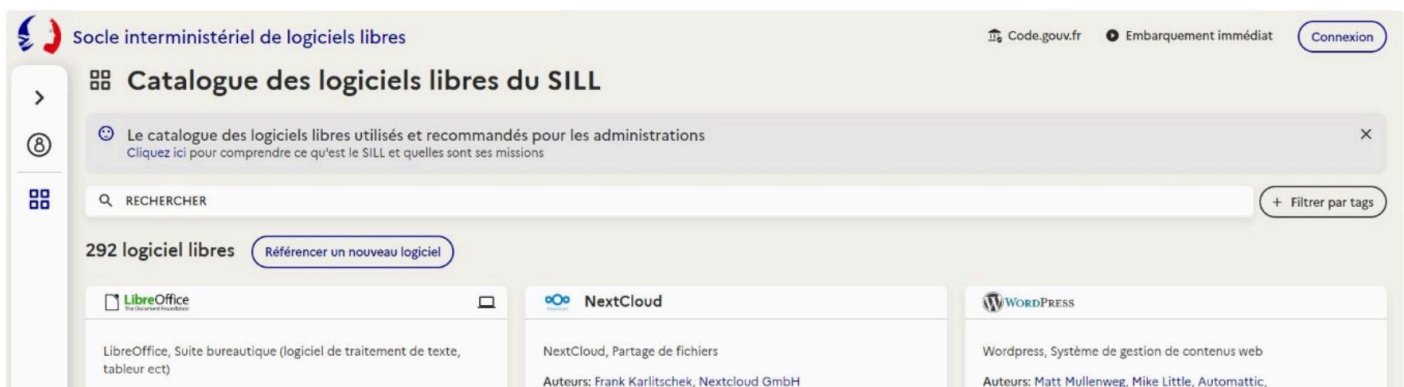 Socle interministériel de logiciels libres
Code.gouv.fr
Embarquement immédiat
Connexion
Catalogue des logiciels libres du SILL
Le catalogue des logiciels libres utilisés et recommandés pour les administrations
Cliquez ici pour comprendre ce qu'est le SILL et quelles sont ses missions
RECHERCHER
+ Filtrer par tags
292 logiciel libres
Référencer un nouveau logiciel
LibreOffice
The Document Foundation
LibreOffice, Suite bureautique (logiciel de traitement de texte,
tableur ect)
NextCloud
NextCloud, Partage de fichiers
Auteurs: Frank Karlitschek, Nextcloud GmbH
WORDPRESS
Wordpress, Système de gestion de contenus web
Auteurs: Matt Mullenweg, Mike Little, Automattic,